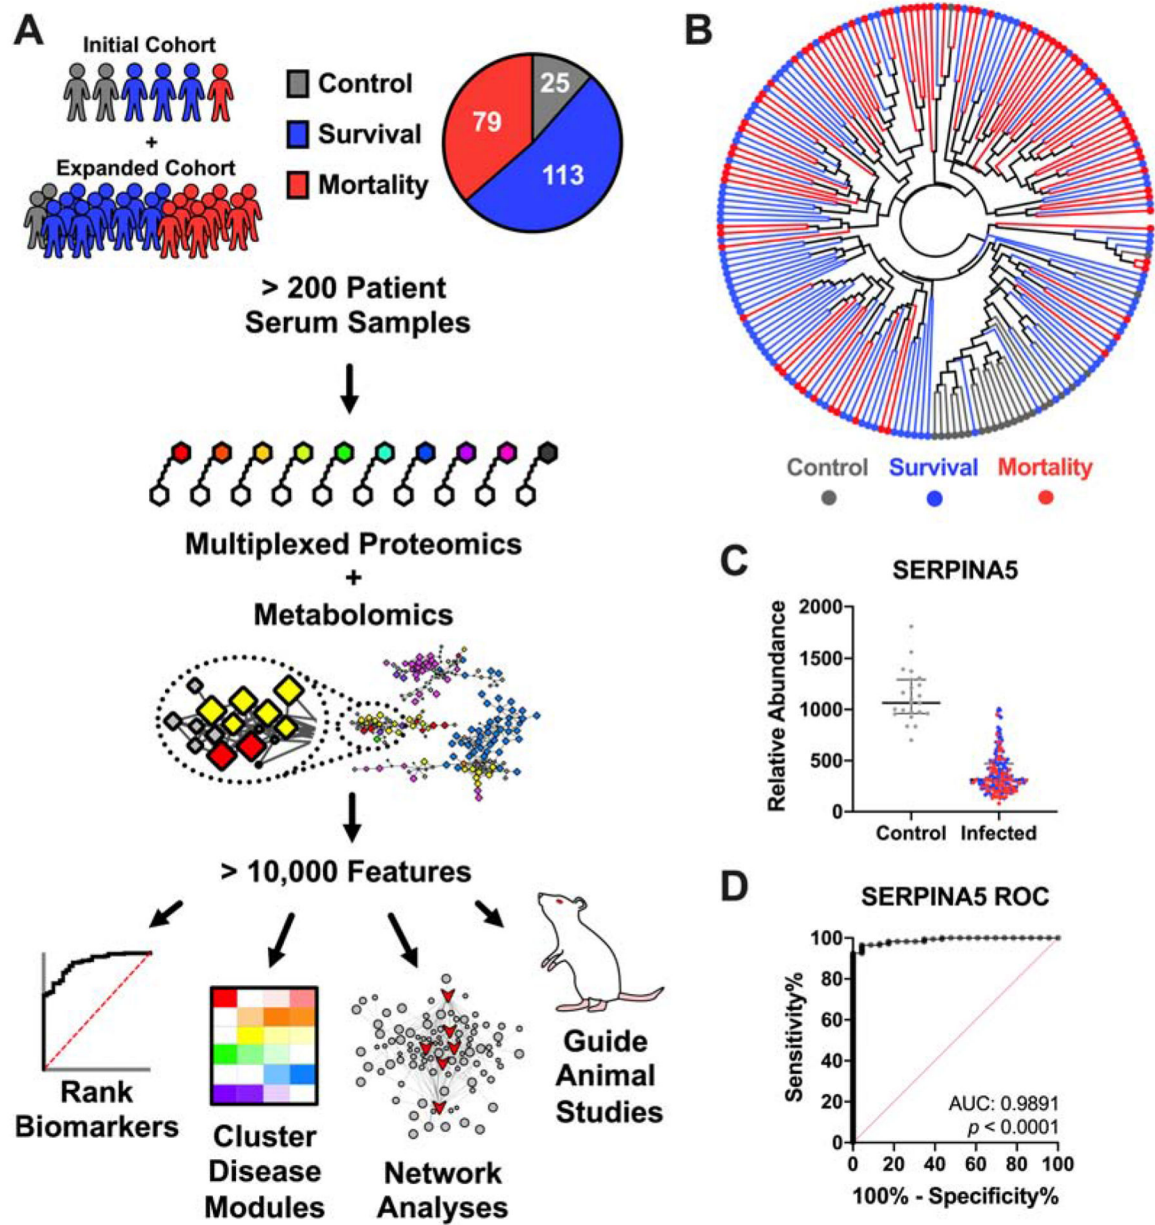 A
Initial Cohort
+
Expanded Cohort
Control
Survival
Mortality
25
79
113
> 200 Patient
Serum Samples
Multiplexed Proteomics
+
Metabolomics
> 10,000 Features
Rank
Biomarkers
Cluster
Disease
Modules
Network
Analyses
Guide
Animal
Studies
B
Control Survival Mortality
C
SERPINA5
Relative Abundance
2000
1500
1000
500
0
Control Infected
D
SERPINA5 ROC
Sensitivity%
100
80
60
40
20
0
AUC: 0.9891
p < 0.0001
0 20 40 60 80 100
100% - Specificity%